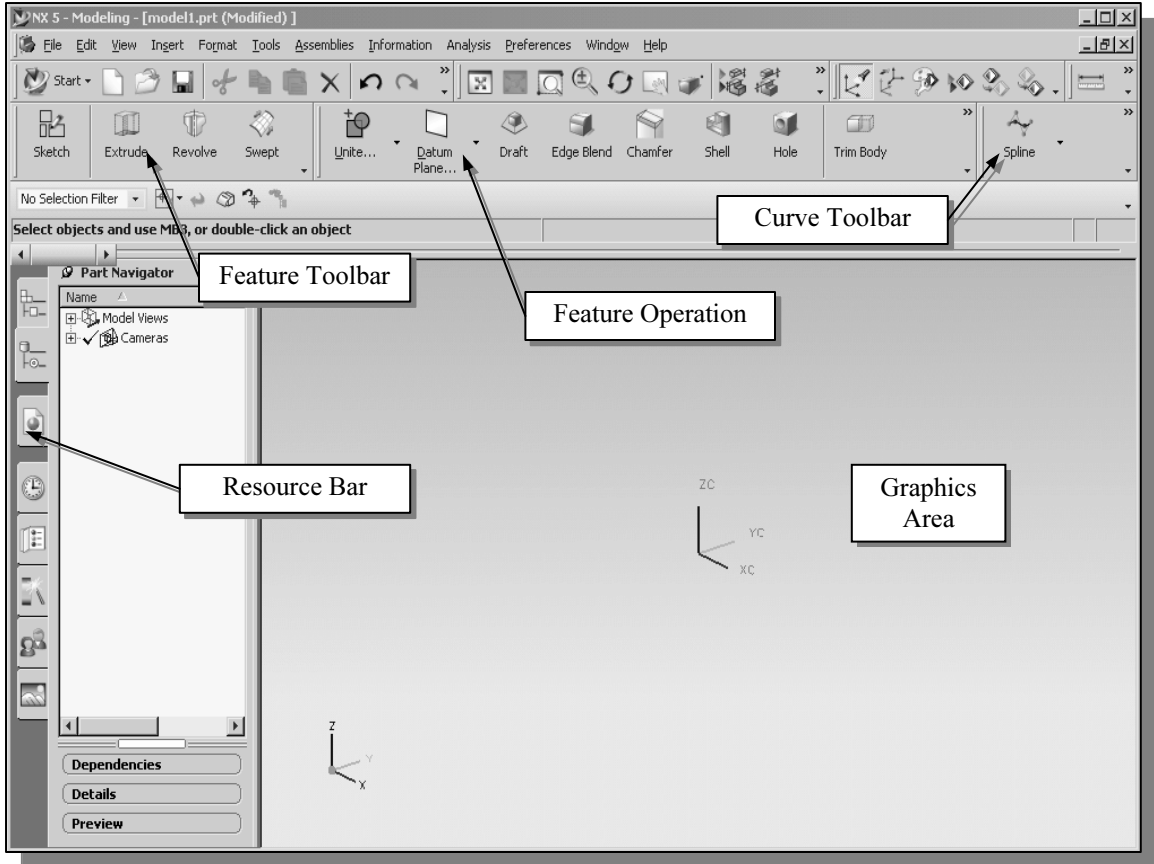 NX 5 - Modeling - [model1.prt (Modified) ]
File Edit View Insert Format Tools Assemblies Information Analysis Preferences Window Help
Start
Sketch Extrude Revolve Swept Unite... Datum Plane... Draft Edge Blend Chamfer Shell Hole Trim Body Spline
No Selection Filter
Curve Toolbar
Select objects and use MB3, or double-click an object
Part Navigator
Feature Toolbar
Name
Model Views
Cameras
Feature Operation
Resource Bar
Graphics
Area
ZC
YC
XC
Z
Y
X
Dependencies
Details
Preview